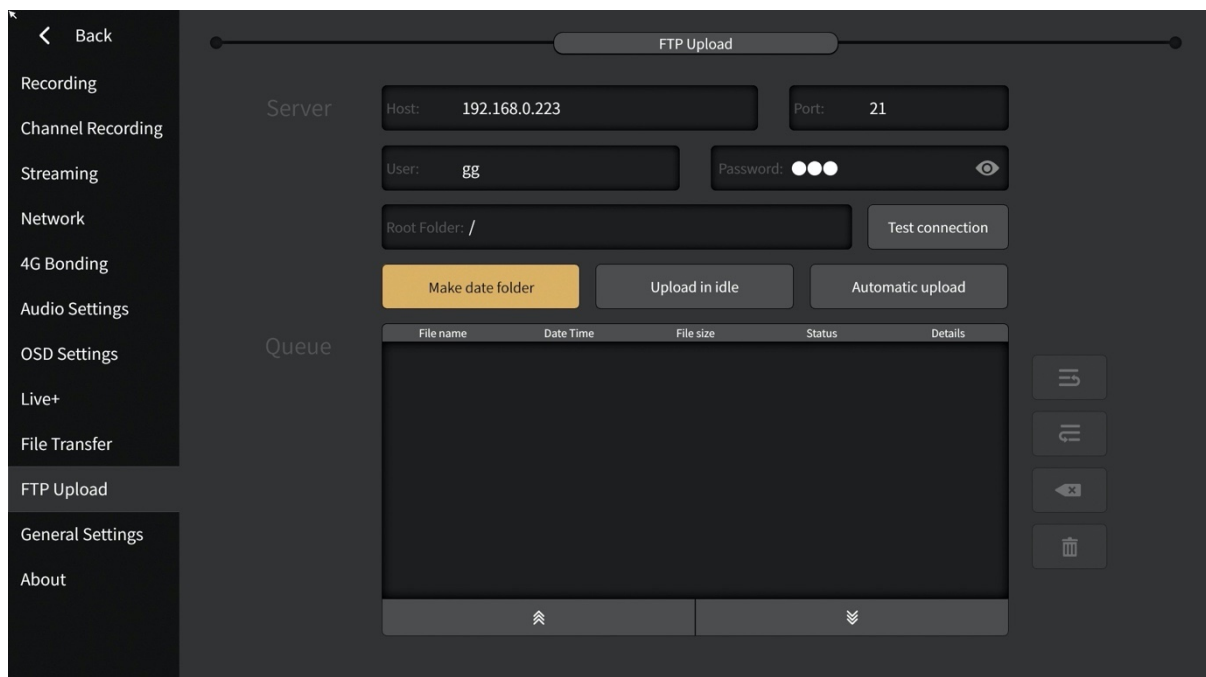 Back
Recording
Channel Recording
Streaming
Network
4G Bonding
Audio Settings
OSD Settings
Live+
File Transfer
FTP Upload
General Settings
About
FTP Upload
Server
Host: 192.168.0.223
Port: 21
User: gg
Password: ●●●
Root Folder: /
Test connection
Make date folder
Upload in idle
Automatic upload
Queue
File name Date Time File size Status Details